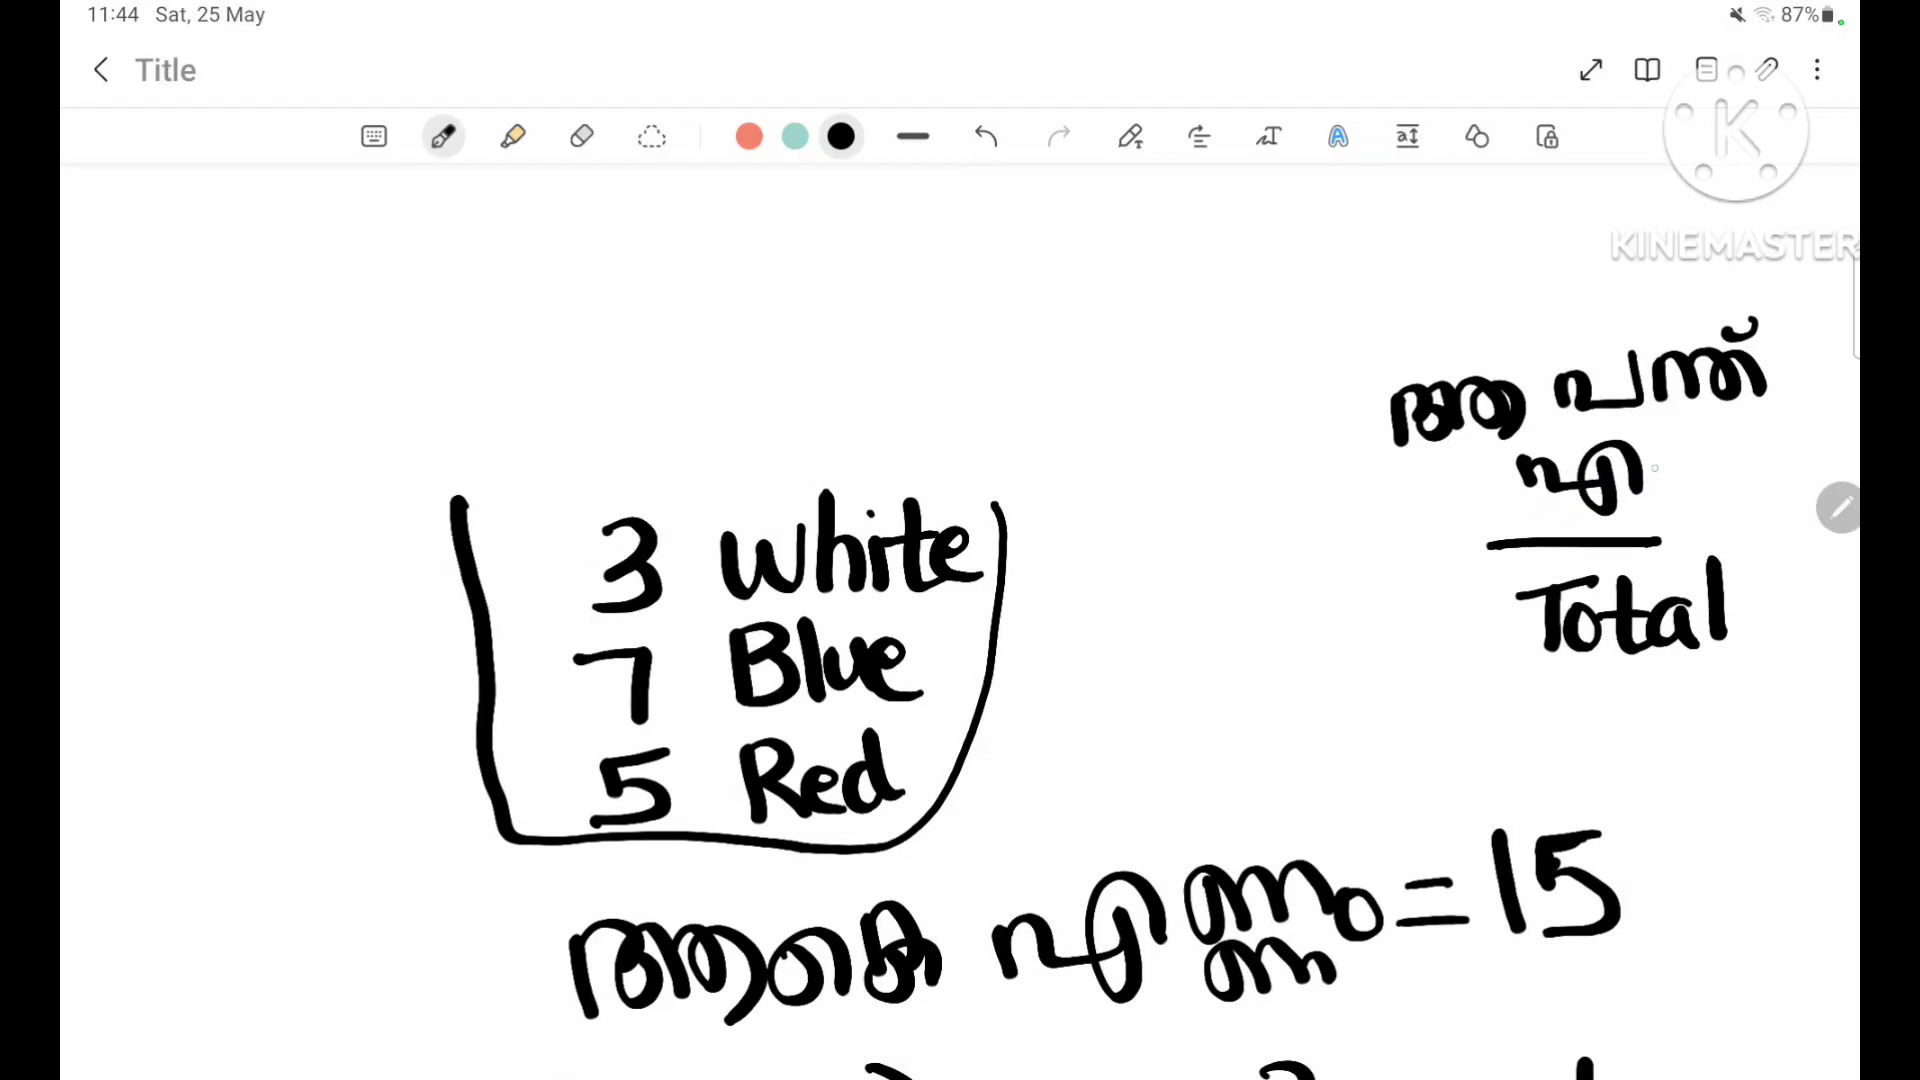 11:44 Sat, 25 May
87%
Title
KINEMASTER
ആ പന്ത്
എ
Total
3 White
7 Blue
5 Red
ആകെ എണ്ണം = 15